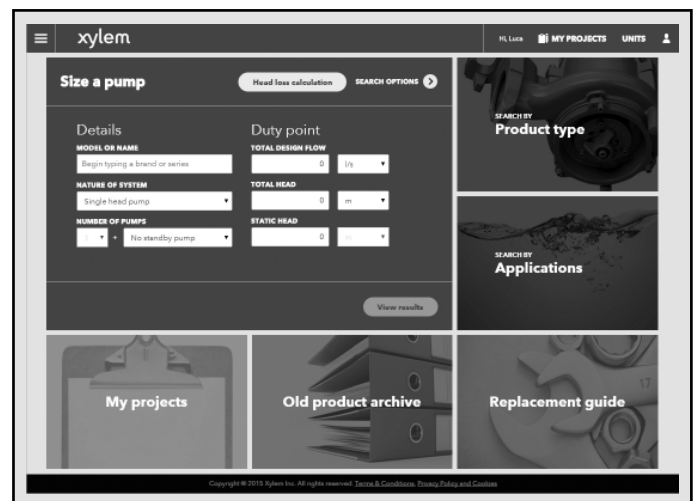 xylem
Hi, Luca MY PROJECTS UNITS
Size a pump
Head loss calculation
SEARCH OPTIONS
Details
MODEL OR NAME
Begin typing a brand or series
NATURE OF SYSTEM
Single head pump
NUMBER OF PUMPS
+ No standby pump
Duty point
TOTAL DESIGN FLOW
0 l/s
TOTAL HEAD
0 m
STATIC HEAD
0
View results
SEARCH BY
Product type
SEARCH BY
Applications
My projects
Old product archive
Replacement guide
17
Copyright © 2015 Xylem Inc. All rights reserved. Terms & Conditions, Privacy Policy and Cookies